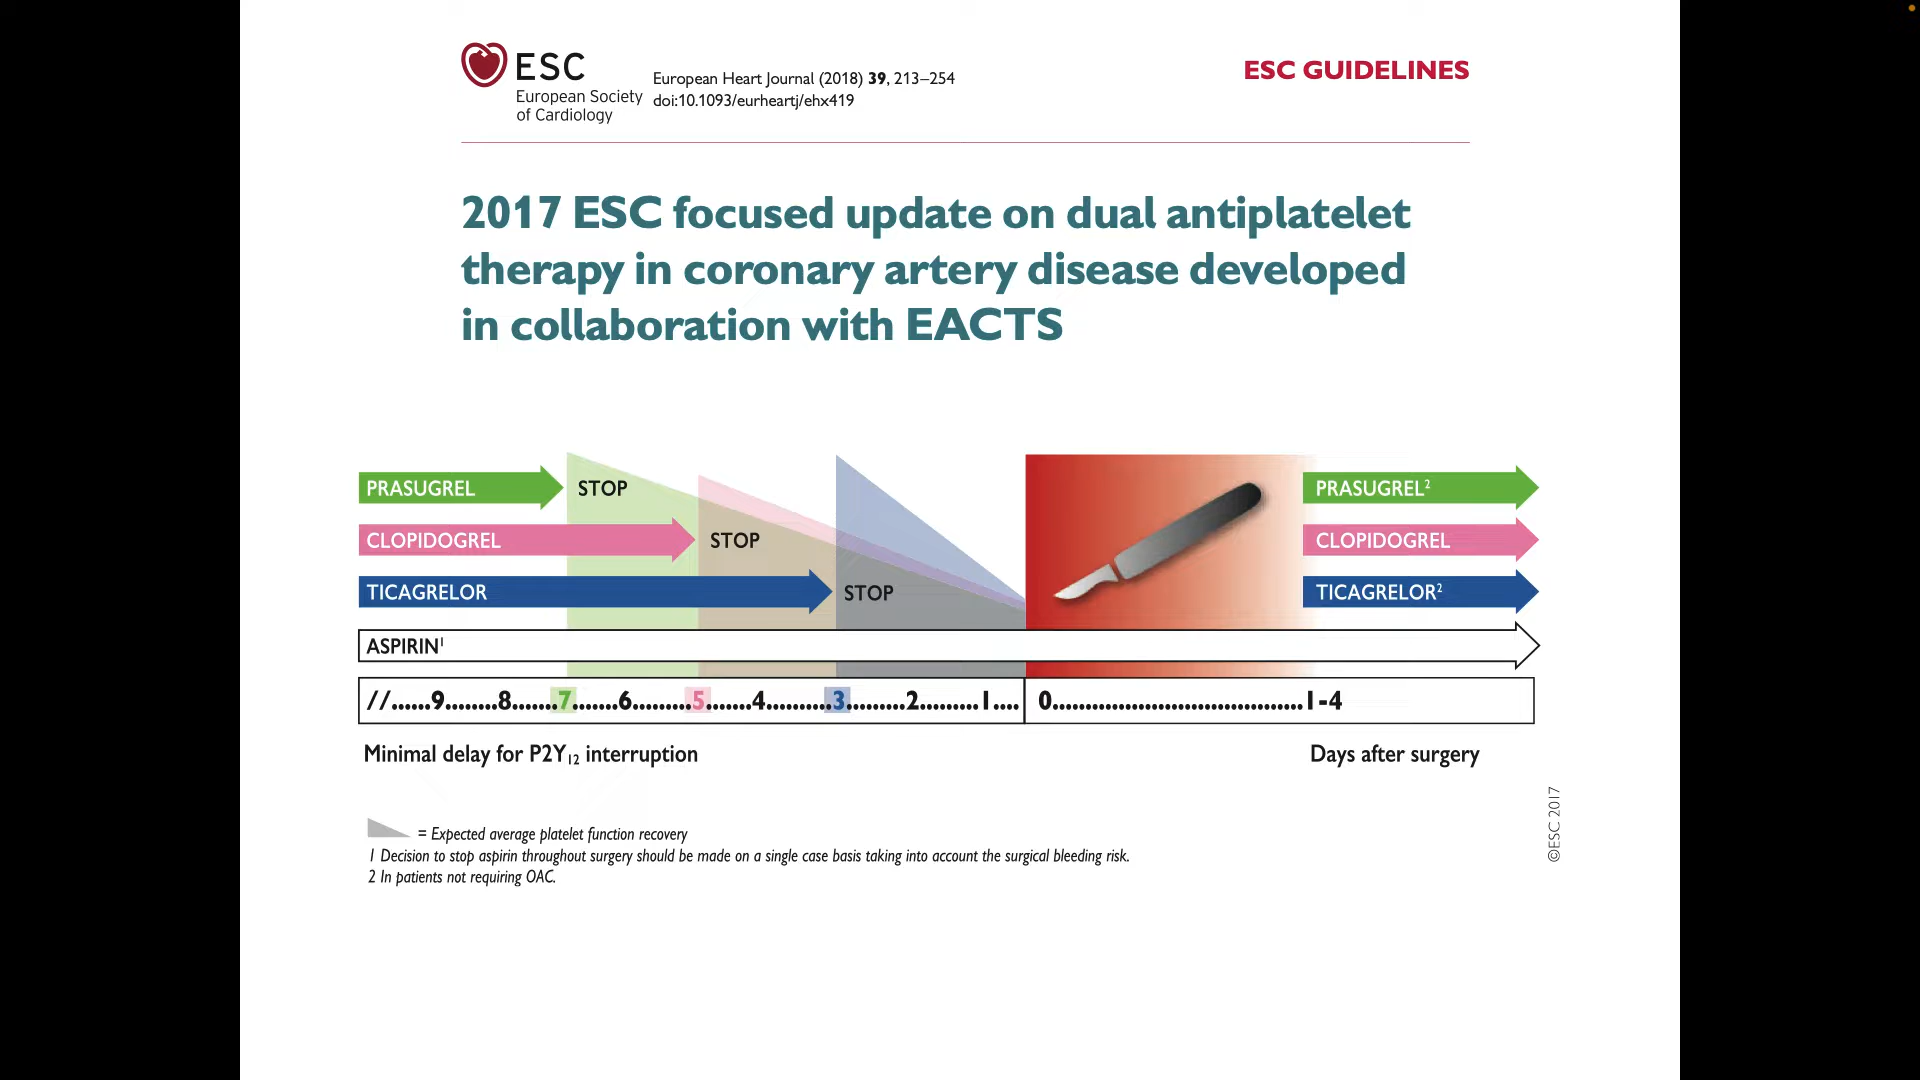 ESC
European Society
of Cardiology
European Heart Journal (2018) 39, 213–254
doi:10.1093/eurheartj/ehx419
ESC GUIDELINES
2017 ESC focused update on dual antiplatelet
therapy in coronary artery disease developed
in collaboration with EACTS
PRASUGREL STOP PRASUGREL²
CLOPIDOGREL STOP CLOPIDOGREL
TICAGRELOR STOP TICAGRELOR²
ASPIRIN¹
//......9........8.......7.......6.........5.......4..........3.........2.........1.... 0......................................1-4
Minimal delay for P2Y₁₂ interruption
Days after surgery
= Expected average platelet function recovery
1 Decision to stop aspirin throughout surgery should be made on a single case basis taking into account the surgical bleeding risk.
2 In patients not requiring OAC.
©ESC 2017